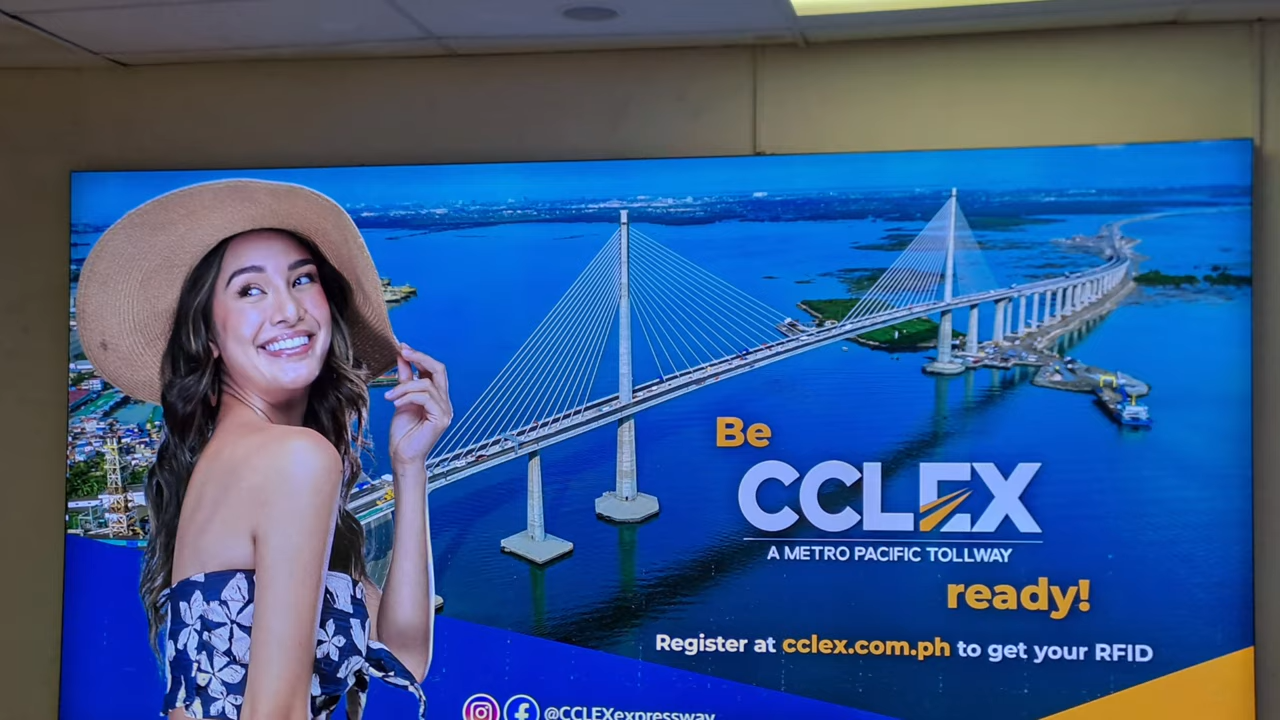 Be
CCLEX
A METRO PACIFIC TOLLWAY
ready!
Register at cclex.com.ph to get your RFID
@CCLEXexpressway